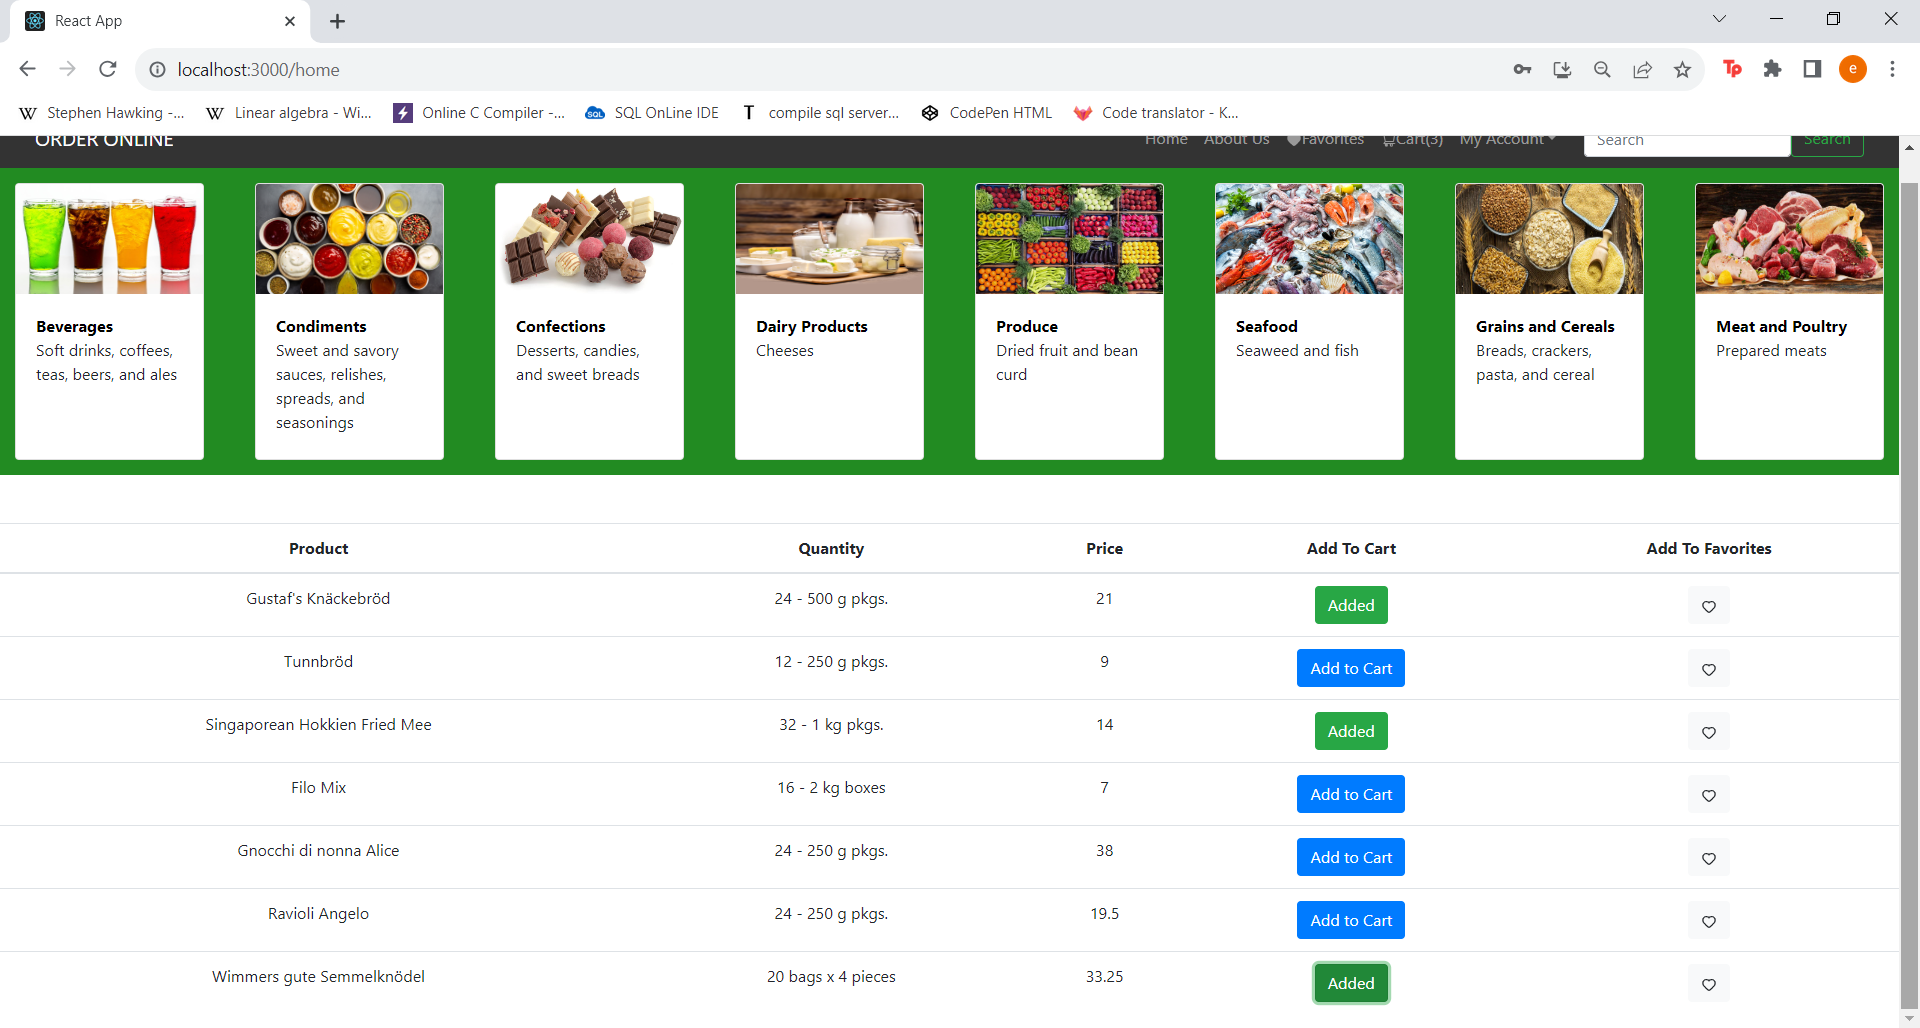 React App
localhost:3000/home
Tp
e
Stephen Hawking -...
Linear algebra - Wi...
Online C Compiler -...
SQL OnLine IDE
compile sql server...
CodePen HTML
Code translator - K...
ORDER ONLINE
Home
About Us
Favorites
Cart(3)
My Account
Search
Search
Beverages
Soft drinks, coffees,
teas, beers, and ales
Condiments
Sweet and savory
sauces, relishes,
spreads, and
seasonings
Confections
Desserts, candies,
and sweet breads
Dairy Products
Cheeses
Produce
Dried fruit and bean
curd
Seafood
Seaweed and fish
Grains and Cereals
Breads, crackers,
pasta, and cereal
Meat and Poultry
Prepared meats
Product Quantity Price Add To Cart Add To Favorites
Gustaf's Knäckebröd 24 - 500 g pkgs. 21 Added
Tunnbröd 12 - 250 g pkgs. 9 Add to Cart
Singaporean Hokkien Fried Mee 32 - 1 kg pkgs. 14 Added
Filo Mix 16 - 2 kg boxes 7 Add to Cart
Gnocchi di nonna Alice 24 - 250 g pkgs. 38 Add to Cart
Ravioli Angelo 24 - 250 g pkgs. 19.5 Add to Cart
Wimmers gute Semmelknödel 20 bags x 4 pieces 33.25 Added